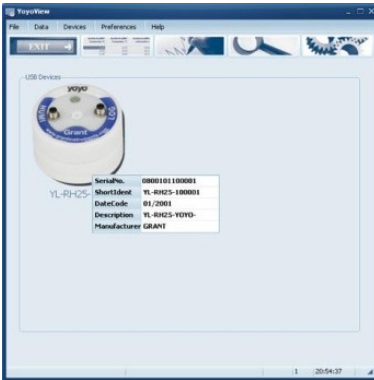 YoyoView
File Data Devices Preferences Help
EXIT
USB Devices
yoyo
Grant
YL-RH25-
SerialNo. 0800101100001
ShortIdent YL-RH25-100001
DateCode 01/2001
Description YL-RH25-YOYO-
Manufacturer GRANT
1 20:54:37